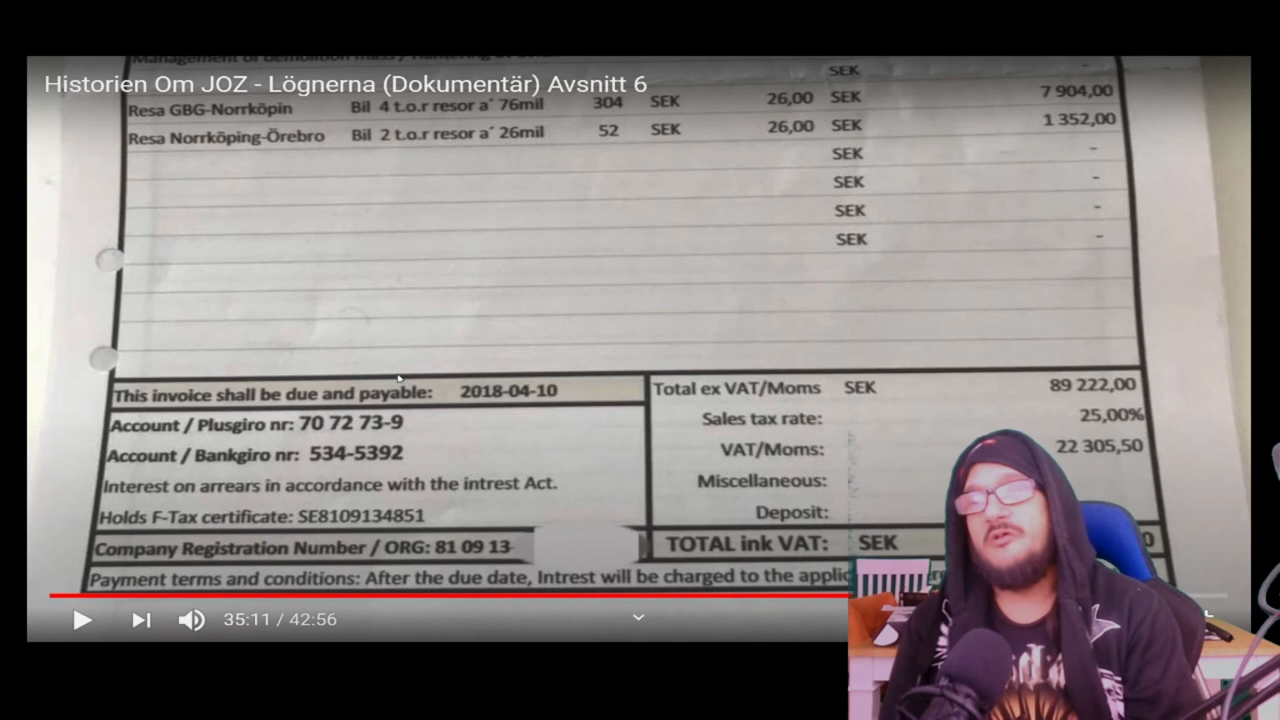 Historien Om JOZ - Lögnerna (Dokumentär) Avsnitt 6
SEK -
Resa GBG-Norrköpin Bil 4 t.o.r resor a´ 76mil 304 SEK 26,00 SEK 7 904,00
Resa Norrköping-Örebro Bil 2 t.o.r resor a´ 26mil 52 SEK 26,00 SEK 1 352,00
SEK -
SEK -
SEK -
SEK -
This invoice shall be due and payable: 2018-04-10
Account / Plusgiro nr: 70 72 73-9
Account / Bankgiro nr: 534-5392
Interest on arrears in accordance with the intrest Act.
Holds F-Tax certificate: SE8109134851
Company Registration Number / ORG: 81 09 13-
Total ex VAT/Moms SEK 89 222,00
Sales tax rate: 25,00%
VAT/Moms: 22 305,50
Miscellaneous:
Deposit:
TOTAL ink VAT: SEK 0
Payment terms and conditions: After the due date, Intrest will be charged to the applic
35:11 / 42:56